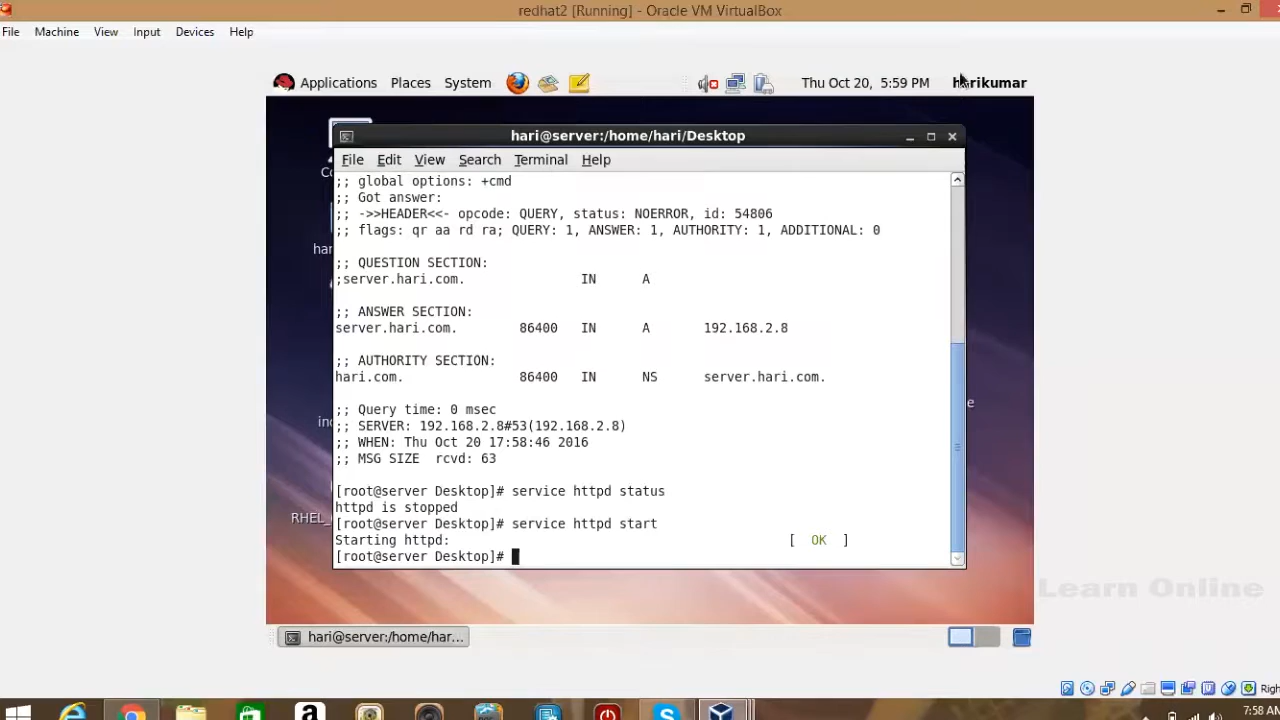 redhat2 [Running] - Oracle VM VirtualBox
File Machine View Input Devices Help
Applications Places System Thu Oct 20, 5:59 PM harikumar
hari@server:/home/hari/Desktop
File Edit View Search Terminal Help
;; global options: +cmd
;; Got answer:
;; ->>HEADER<<- opcode: QUERY, status: NOERROR, id: 54806
;; flags: qr aa rd ra; QUERY: 1, ANSWER: 1, AUTHORITY: 1, ADDITIONAL: 0
;; QUESTION SECTION:
;server.hari.com. IN A
;; ANSWER SECTION:
server.hari.com. 86400 IN A 192.168.2.8
;; AUTHORITY SECTION:
hari.com. 86400 IN NS server.hari.com.
;; Query time: 0 msec
;; SERVER: 192.168.2.8#53(192.168.2.8)
;; WHEN: Thu Oct 20 17:58:46 2016
;; MSG SIZE rcvd: 63
[root@server Desktop]# service httpd status
httpd is stopped
[root@server Desktop]# service httpd start
Starting httpd: [ OK ]
[root@server Desktop]#
RHEL_
Learn Online
hari@server:/home/har...
7:58 AM